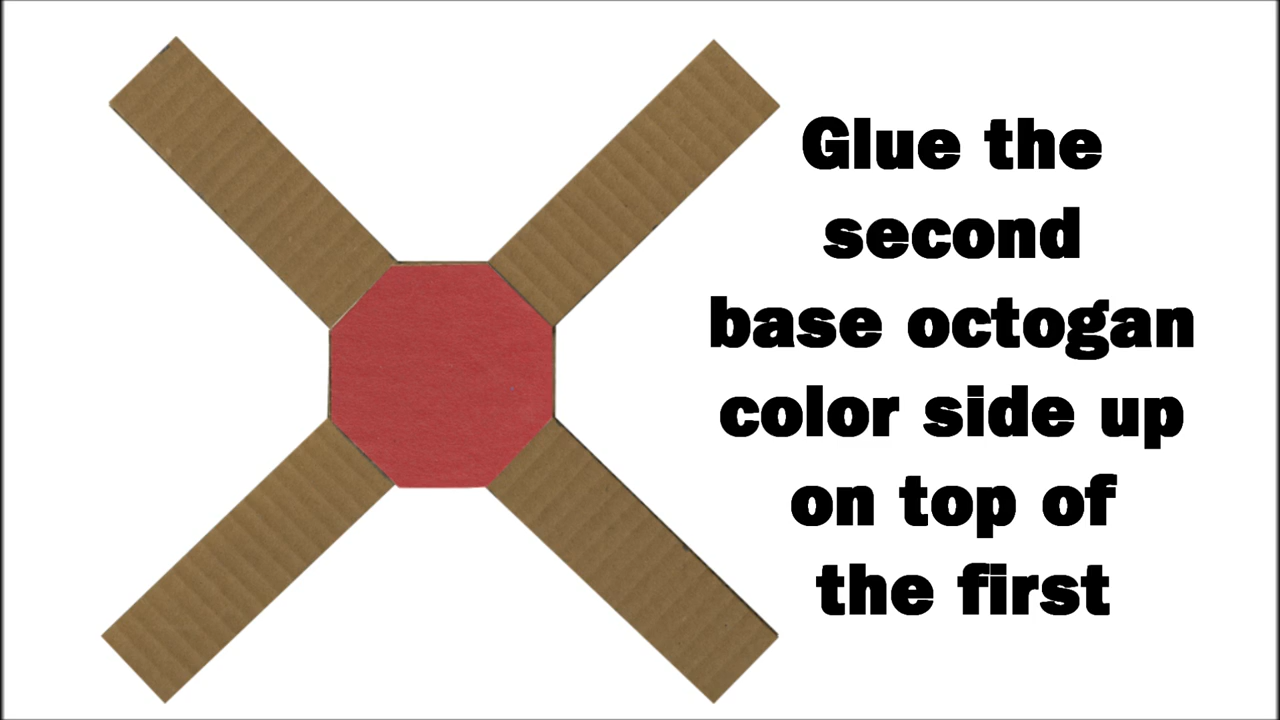 Glue the
second
base octogan
color side up
on top of
the first